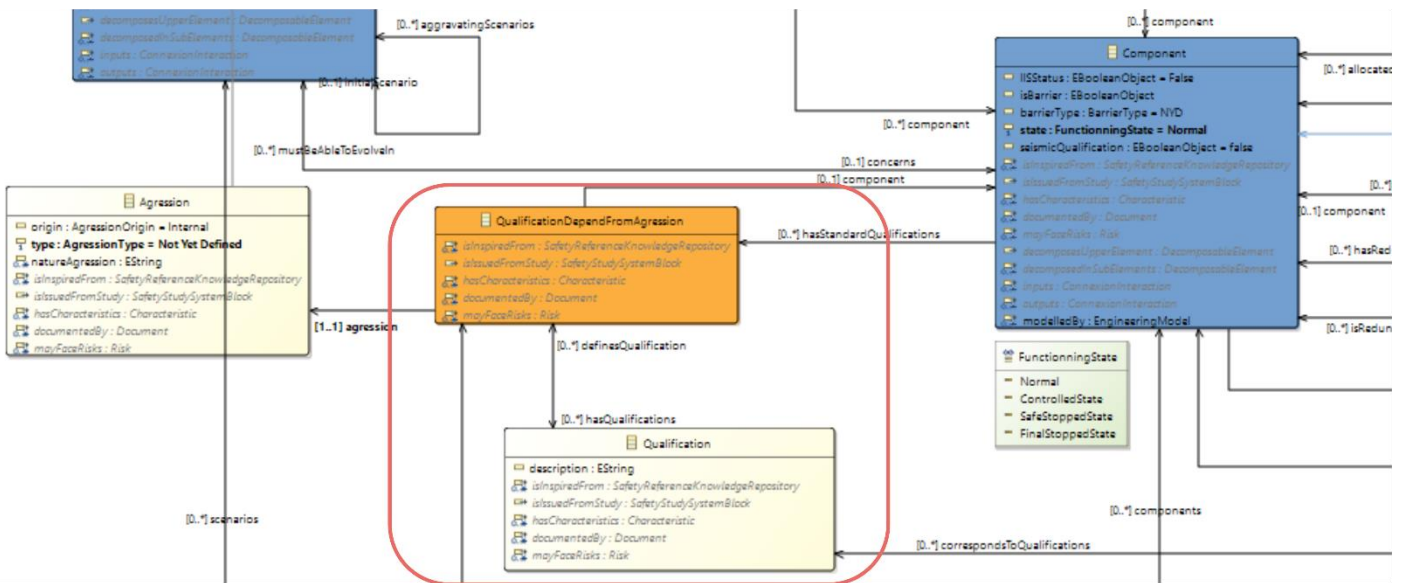 decomposesUpperElement : DecomposableElement
decomposedInSubElements : DecomposableElement
inputs : ConnexionInteraction
outputs : ConnexionInteraction
[0..*] aggravatingScenarios
[0..1] initialScenario
[0..*] mustBeAbleToEvolveIn
[0..*] component
[0..*] component
[0..1] concerns
[0..1] component
Component
IISStatus : EBooleanObject = False
isBarrier : EBooleanObject
barrierType : BarrierType = NYD
state : FunctionningState = Normal
seismicQualification : EBooleanObject = false
isInspiredFrom : SafetyReferenceKnowledgeRepository
isIssuedFromStudy : SafetyStudySystemBlock
hasCharacteristics : Characteristic
documentedBy : Document
mayFaceRisks : Risk
decomposesUpperElement : DecomposableElement
decomposedInSubElements : DecomposableElement
inputs : ConnexionInteraction
outputs : ConnexionInteraction
modelledBy : EngineeringModel
[0..*] allocated
[0..*]
[0..1] component
[0..*] hasRed
[0..*] isRedun
Agression
origin : AgressionOrigin = Internal
type : AgressionType = Not Yet Defined
natureAgression : EString
isInspiredFrom : SafetyReferenceKnowledgeRepository
isIssuedFromStudy : SafetyStudySystemBlock
hasCharacteristics : Characteristic
documentedBy : Document
mayFaceRisks : Risk
[1..1] agression
QualificationDependFromAgression
isInspiredFrom : SafetyReferenceKnowledgeRepository
isIssuedFromStudy : SafetyStudySystemBlock
hasCharacteristics : Characteristic
documentedBy : Document
mayFaceRisks : Risk
[0..*] hasStandardQualifications
[0..*] definesQualification
[0..*] hasQualifications
FunctionningState
Normal
ControlledState
SafeStoppedState
FinalStoppedState
Qualification
description : EString
isInspiredFrom : SafetyReferenceKnowledgeRepository
isIssuedFromStudy : SafetyStudySystemBlock
hasCharacteristics : Characteristic
documentedBy : Document
mayFaceRisks : Risk
[0..*] scenarios
[0..*] components
[0..*] correspondsToQualifications